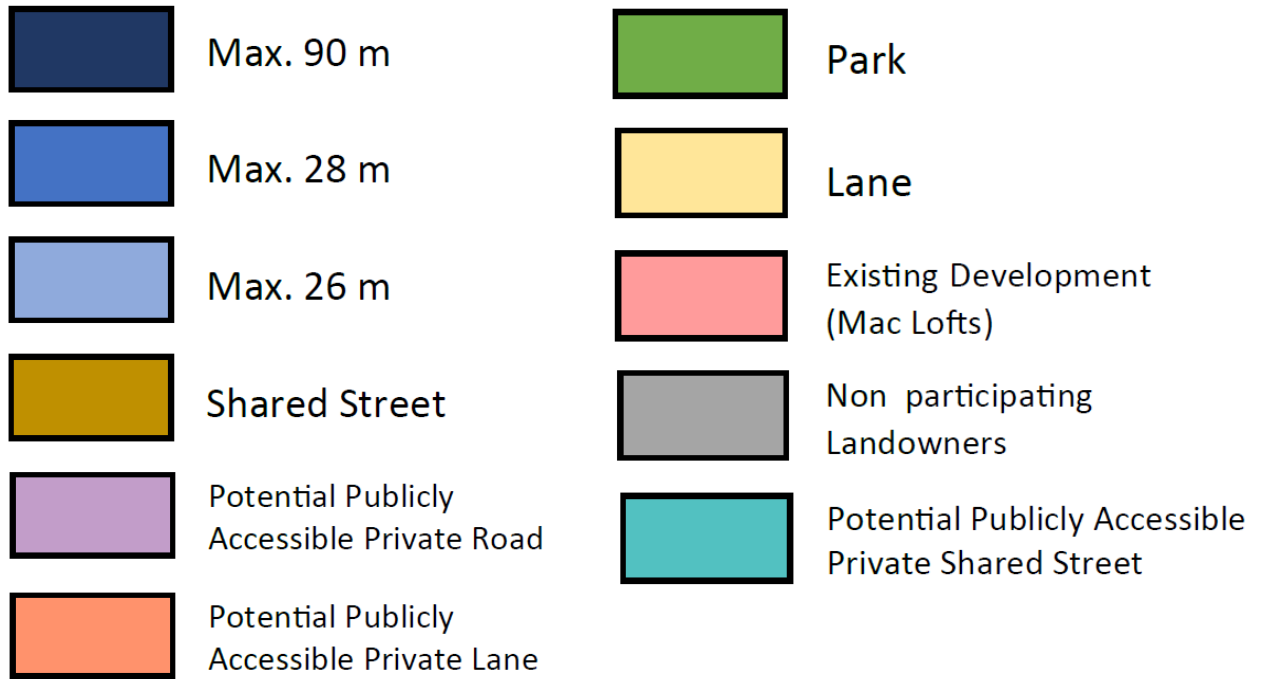 Max. 90 m
Max. 28 m
Max. 26 m
Shared Street
Potential Publicly
Accessible Private Road
Potential Publicly
Accessible Private Lane
Park
Lane
Existing Development
(Mac Lofts)
Non participating
Landowners
Potential Publicly Accessible
Private Shared Street